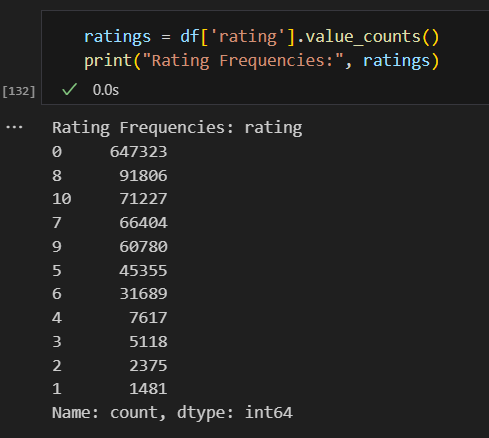 ratings = df['rating'].value_counts()
print("Rating Frequencies:", ratings)
[132]
0.0s
... Rating Frequencies: rating
0 647323
8 91806
10 71227
7 66404
9 60780
5 45355
6 31689
4 7617
3 5118
2 2375
1 1481
Name: count, dtype: int64